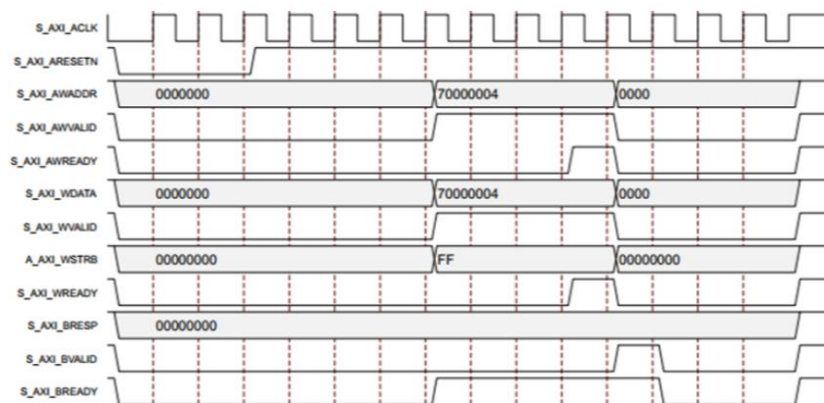 S_AXI_ACLK
S_AXI_ARESETN
S_AXI_AWADDR 0000000 70000004 0000
S_AXI_AWVALID
S_AXI_AWREADY
S_AXI_WDATA 0000000 70000004 0000
S_AXI_WVALID
A_AXI_WSTRB 00000000 FF 00000000
S_AXI_WREADY
S_AXI_BRESP 00000000
S_AXI_BVALID
S_AXI_BREADY